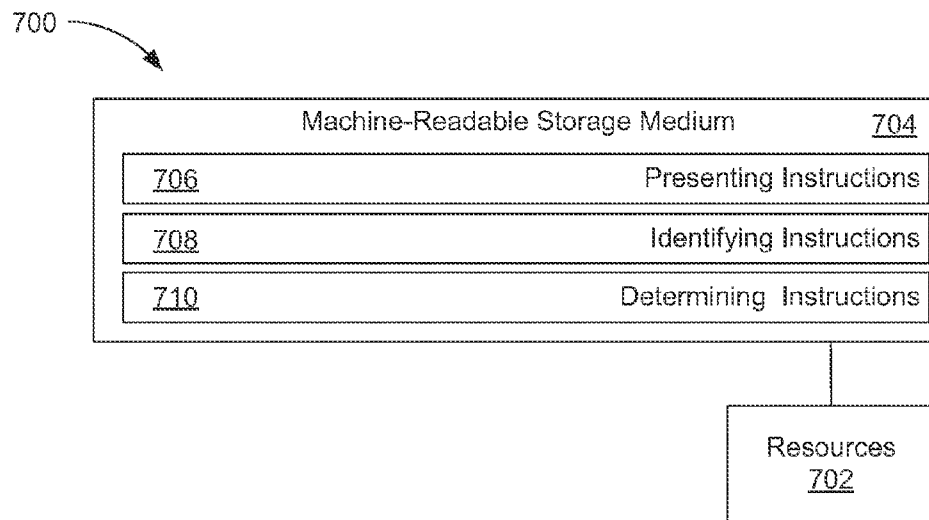 700
Machine-Readable Storage Medium 704
706 Presenting Instructions
708 Identifying Instructions
710 Determining Instructions
Resources
702